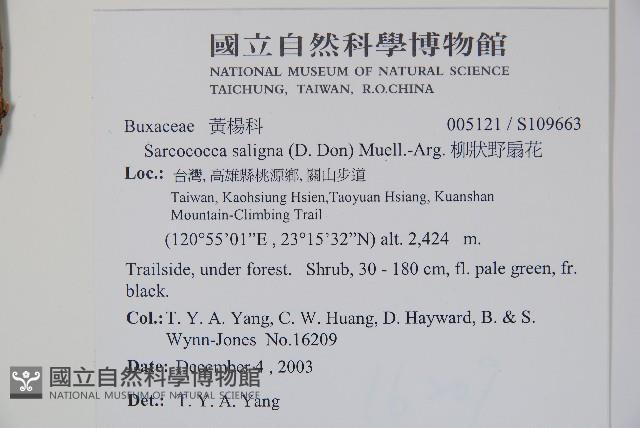 國立自然科學博物館
NATIONAL MUSEUM OF NATURAL SCIENCE
TAICHUNG, TAIWAN, R.O.CHINA
Buxaceae 黃楊科 005121 / S109663
Sarcococca saligna (D. Don) Muell.-Arg. 柳狀野扇花
Loc.: 台灣, 高雄縣桃源鄉, 關山步道
Taiwan, Kaohsiung Hsien,Taoyuan Hsiang, Kuanshan
Mountain-Climbing Trail
(120°55’01”E , 23°15’32”N) alt. 2,424 m.
Trailside, under forest. Shrub, 30 - 180 cm, fl. pale green, fr.
black.
Col.: T. Y. A. Yang, C. W. Huang, D. Hayward, B. & S.
Wynn-Jones No.16209
Date: December 4 , 2003
國立自然科學博物館
NATIONAL MUSEUM OF NATURAL SCIENCE
Det.: T. Y. A. Yang